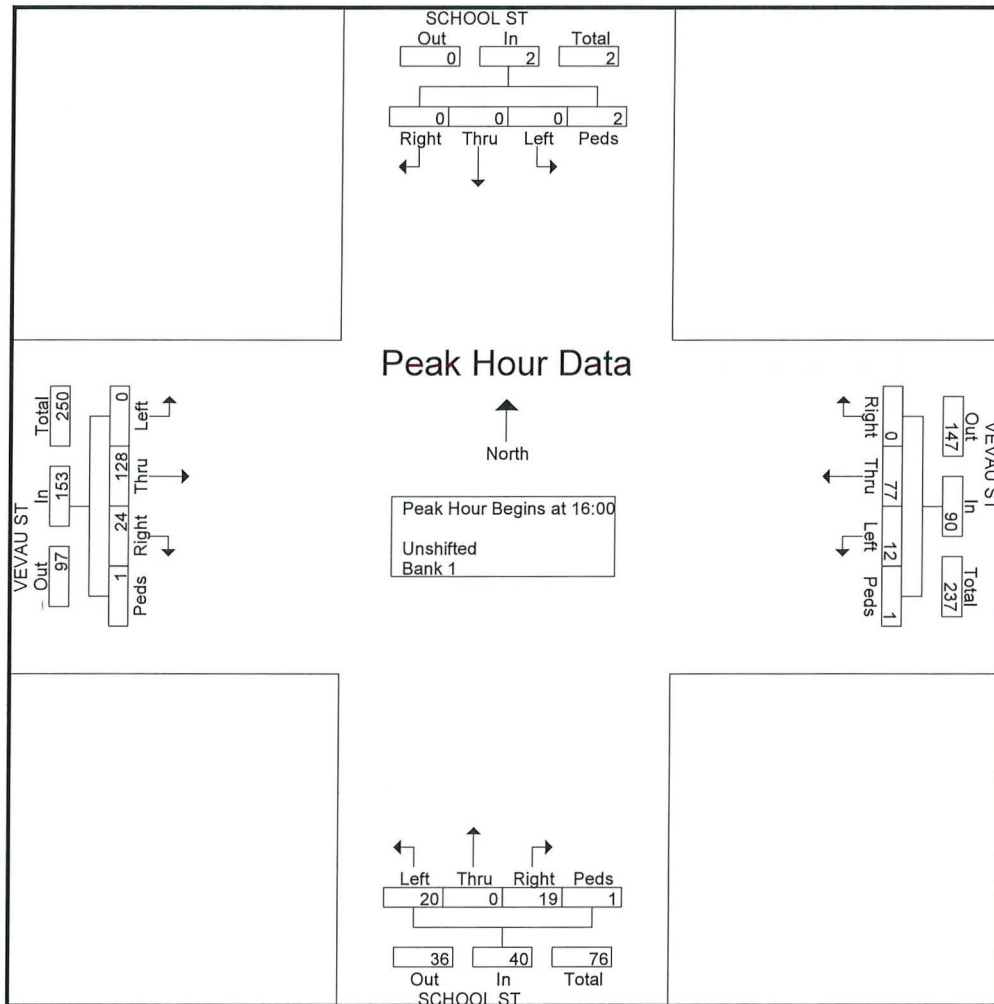 SCHOOL ST
Out In Total
0 2 2
0 0 0 2
Right Thru Left Peds
Peak Hour Data
North
Peak Hour Begins at 16:00
Unshifted
Bank 1
VEVAU ST
Total In Out
250 153 97
0 128 24 1
Left Thru Right Peds
VEVAU ST
Out In Total
147 90 237
0 77 12 1
Right Thru Left Peds
Left Thru Right Peds
20 0 19 1
36 40 76
Out In Total
SCHOOL ST